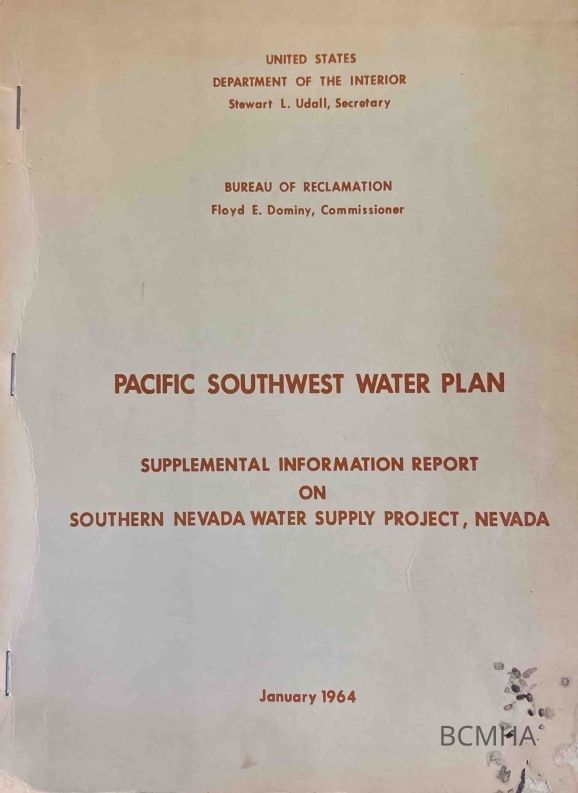 UNITED STATES
DEPARTMENT OF THE INTERIOR
Stewart L. Udall, Secretary
BUREAU OF RECLAMATION
Floyd E. Dominy, Commissioner
PACIFIC SOUTHWEST WATER PLAN
SUPPLEMENTAL INFORMATION REPORT
ON
SOUTHERN NEVADA WATER SUPPLY PROJECT, NEVADA
January 1964
BCMHA